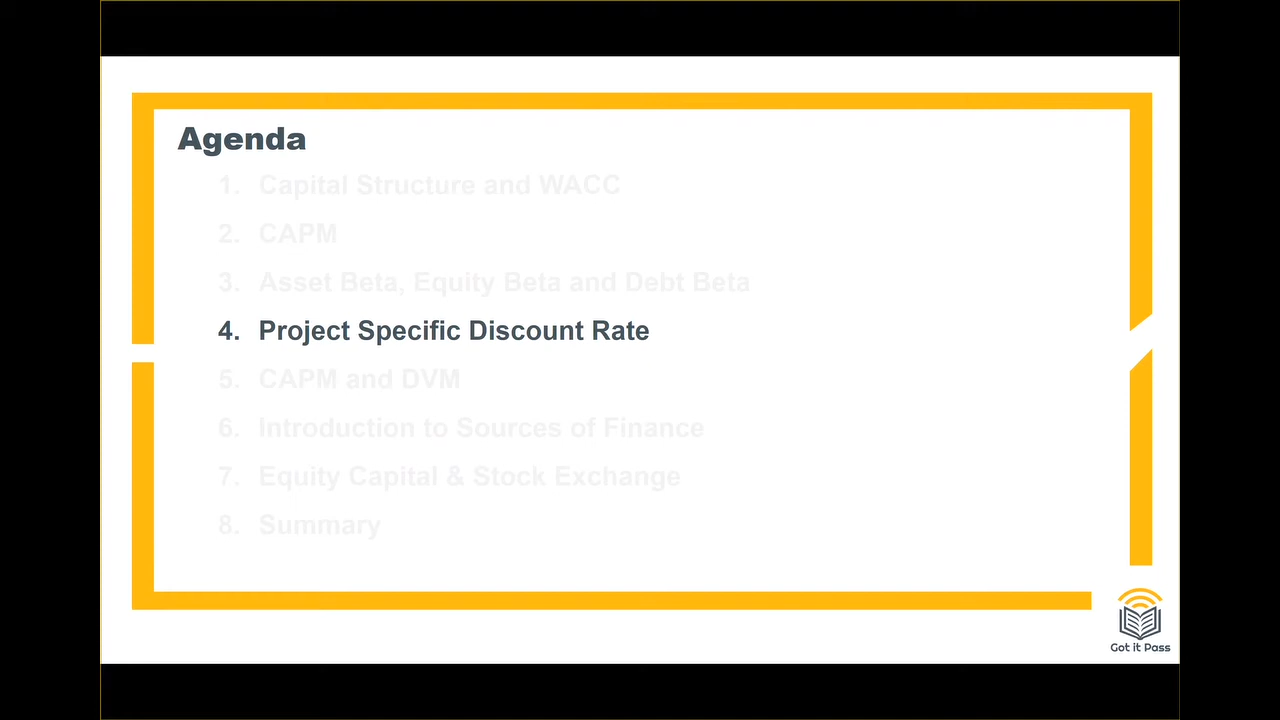 Agenda
1. Capital Structure and WACC
2. CAPM
3. Asset Beta, Equity Beta and Debt Beta
4. Project Specific Discount Rate
5. CAPM and DVM
6. Introduction to Sources of Finance
7. Equity Capital & Stock Exchange
8. Summary
Got it Pass